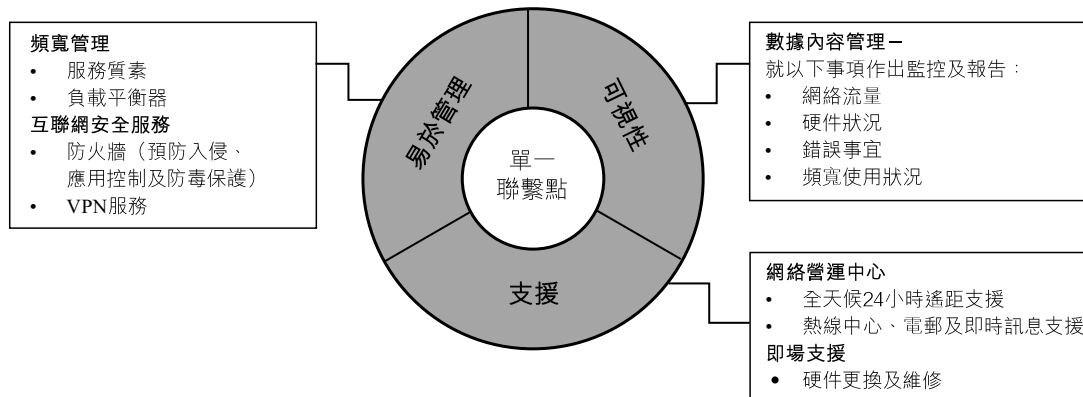 頻寬管理
• 服務質素
• 負載平衡器
互聯網安全服務
• 防火牆（預防入侵、
應用控制及防毒保護）
• VPN服務
易於管理
可視性
單一
聯繫點
支援
數據內容管理－
就以下事項作出監控及報告：
• 網絡流量
• 硬件狀況
• 錯誤事宜
• 頻寬使用狀況
網絡營運中心
• 全天候24小時遙距支援
• 熱線中心、電郵及即時訊息支援
即場支援
• 硬件更換及維修